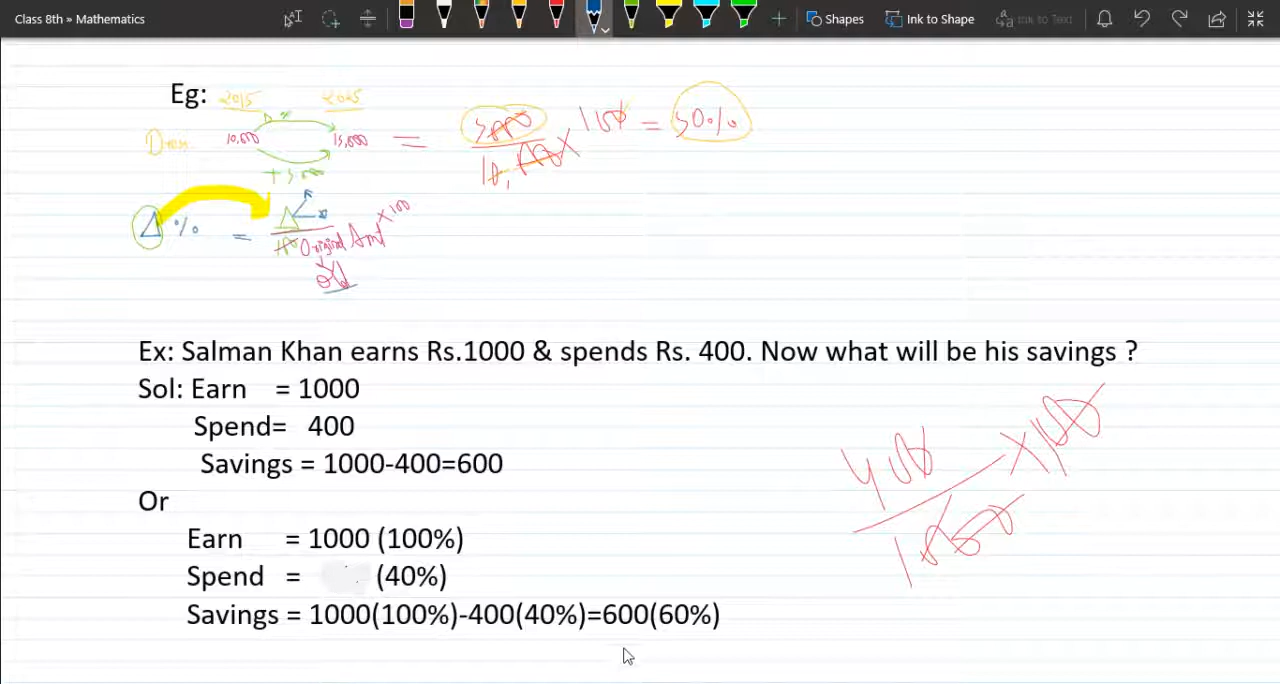 Class 8th » Mathematics
Shapes
Ink to Shape
Ink to Text
Eg:
2015 2025
10,000 15,000 = 5000 / 10,000 × 100 = 50%
+ 5,000
Δ % = Δ / Original Amt × 100
old
Ex: Salman Khan earns Rs.1000 & spends Rs. 400. Now what will be his savings ?
Sol: Earn = 1000
Spend= 400
Savings = 1000-400=600
400 / 1000 × 100
Or
Earn = 1000 (100%)
Spend = (40%)
Savings = 1000(100%)-400(40%)=600(60%)